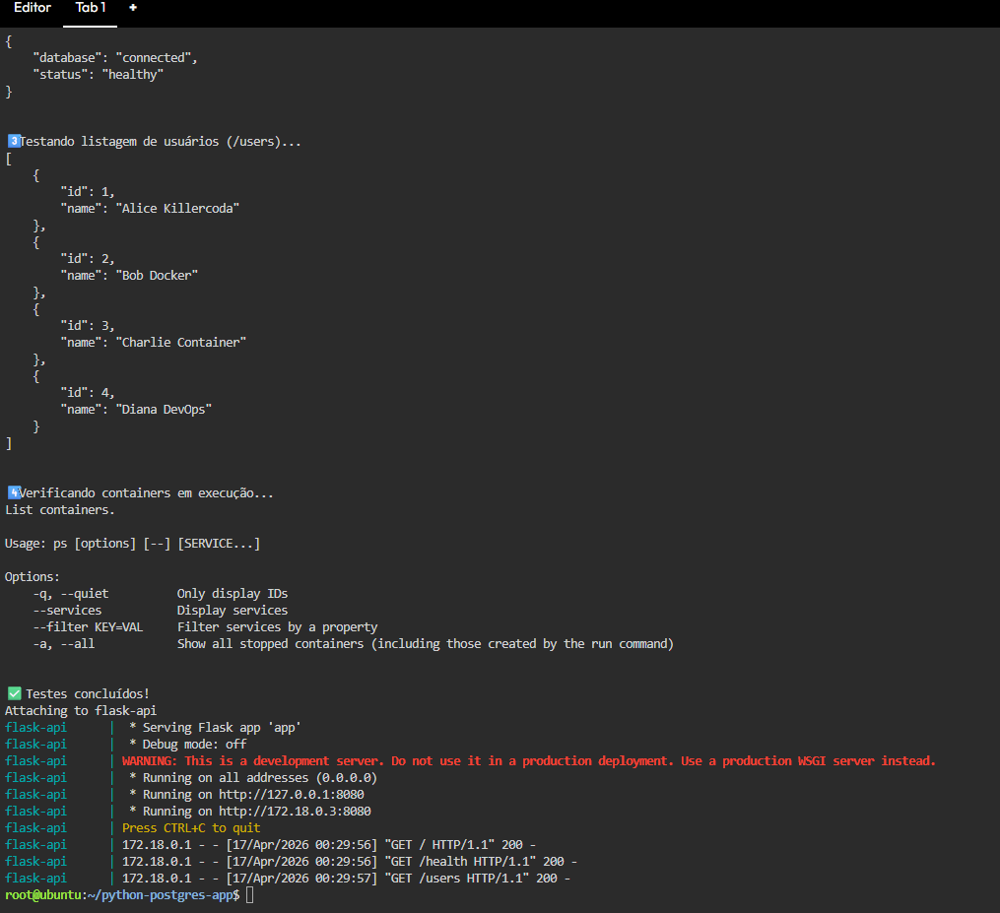 Editor Tab 1 +
{
    "database": "connected",
    "status": "healthy"
}
3️⃣Testando listagem de usuários (/users)...
[
    {
        "id": 1,
        "name": "Alice Killercoda"
    },
    {
        "id": 2,
        "name": "Bob Docker"
    },
    {
        "id": 3,
        "name": "Charlie Container"
    },
    {
        "id": 4,
        "name": "Diana DevOps"
    }
]
4️⃣Verificando containers em execução...
List containers.
Usage: ps [options] [--] [SERVICE...]
Options:
    -q, --quiet          Only display IDs
    --services           Display services
    --filter KEY=VAL     Filter services by a property
    -a, --all            Show all stopped containers (including those created by the run command)
✅ Testes concluídos!
Attaching to flask-api
flask-api      |  * Serving Flask app 'app'
flask-api      |  * Debug mode: off
flask-api      | WARNING: This is a development server. Do not use it in a production deployment. Use a production WSGI server instead.
flask-api      |  * Running on all addresses (0.0.0.0)
flask-api      |  * Running on http://127.0.0.1:8080
flask-api      |  * Running on http://172.18.0.3:8080
flask-api      | Press CTRL+C to quit
flask-api      | 172.18.0.1 - - [17/Apr/2026 00:29:56] "GET / HTTP/1.1" 200 -
flask-api      | 172.18.0.1 - - [17/Apr/2026 00:29:56] "GET /health HTTP/1.1" 200 -
flask-api      | 172.18.0.1 - - [17/Apr/2026 00:29:57] "GET /users HTTP/1.1" 200 -
root@ubuntu:~/python-postgres-app$